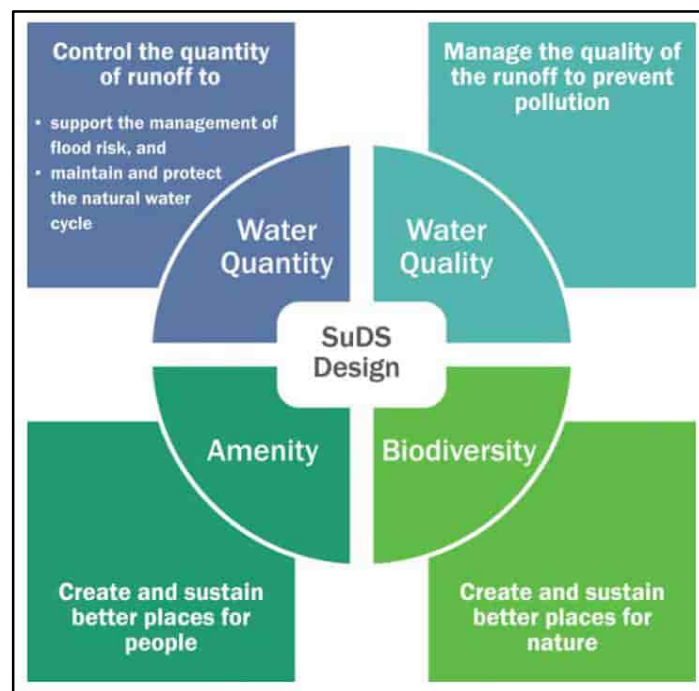 Control the quantity
of runoff to
• support the management of
flood risk, and
• maintain and protect
the natural water
cycle
Manage the quality of
the runoff to prevent
pollution
Water
Quantity
Water
Quality
SuDS
Design
Amenity
Biodiversity
Create and sustain
better places for
people
Create and sustain
better places for
nature